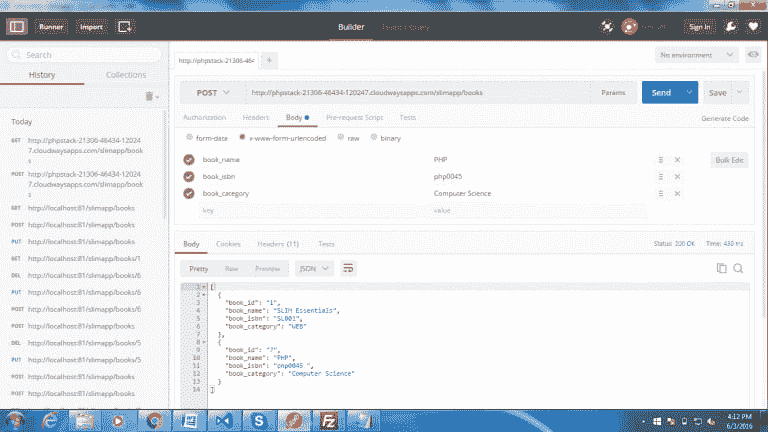 Runner
Import
Builder
Team Library
Sign In
Search
History
Collections
Today
GET http://phpstack-21306-46434-12024
7.cloudwaysapps.com/slimapp/book
s
POST http://phpstack-21306-46434-12024
7.cloudwaysapps.com/slimapp/book
s
GET http://localhost:81/slimapp/books
POST http://localhost:81/slimapp/books
PUT http://localhost:81/slimapp/books
GET http://localhost:81/slimapp/books/1
DEL http://localhost:81/slimapp/books/6
PUT http://localhost:81/slimapp/books/6
POST http://localhost:81/slimapp/books/6
POST http://localhost:81/slimapp/books
DEL http://localhost:81/slimapp/books/5
PUT http://localhost:81/slimapp/books/5
POST http://localhost:81/slimapp/books
POST http://localhost:81/slimapp/books
http://phpstack-21306-464
No environment
POST
http://phpstack-21306-46434-120247.cloudwaysapps.com/slimapp/books
Params
Send
Save
Authorization
Headers
Body
Pre-request Script
Tests
Generate Code
form-data
x-www-form-urlencoded
raw
binary
book_name PHP
book_isbn php0045
book_category Computer Science
key value
Bulk Edit
Body
Cookies
Headers (11)
Tests
Status: 200 OK
Time: 430 ms
Pretty
Raw
Preview
JSON
1 [
2 {
3 "book_id": "1",
4 "book_name": "SLIM Essentials",
5 "book_isbn": "SL001",
6 "book_category": "WEB"
7 },
8 {
9 "book_id": "7",
10 "book_name": "PHP",
11 "book_isbn": "php0045 ",
12 "book_category": "Computer Science"
13 }
14 ]
4:12 PM
6/3/2016